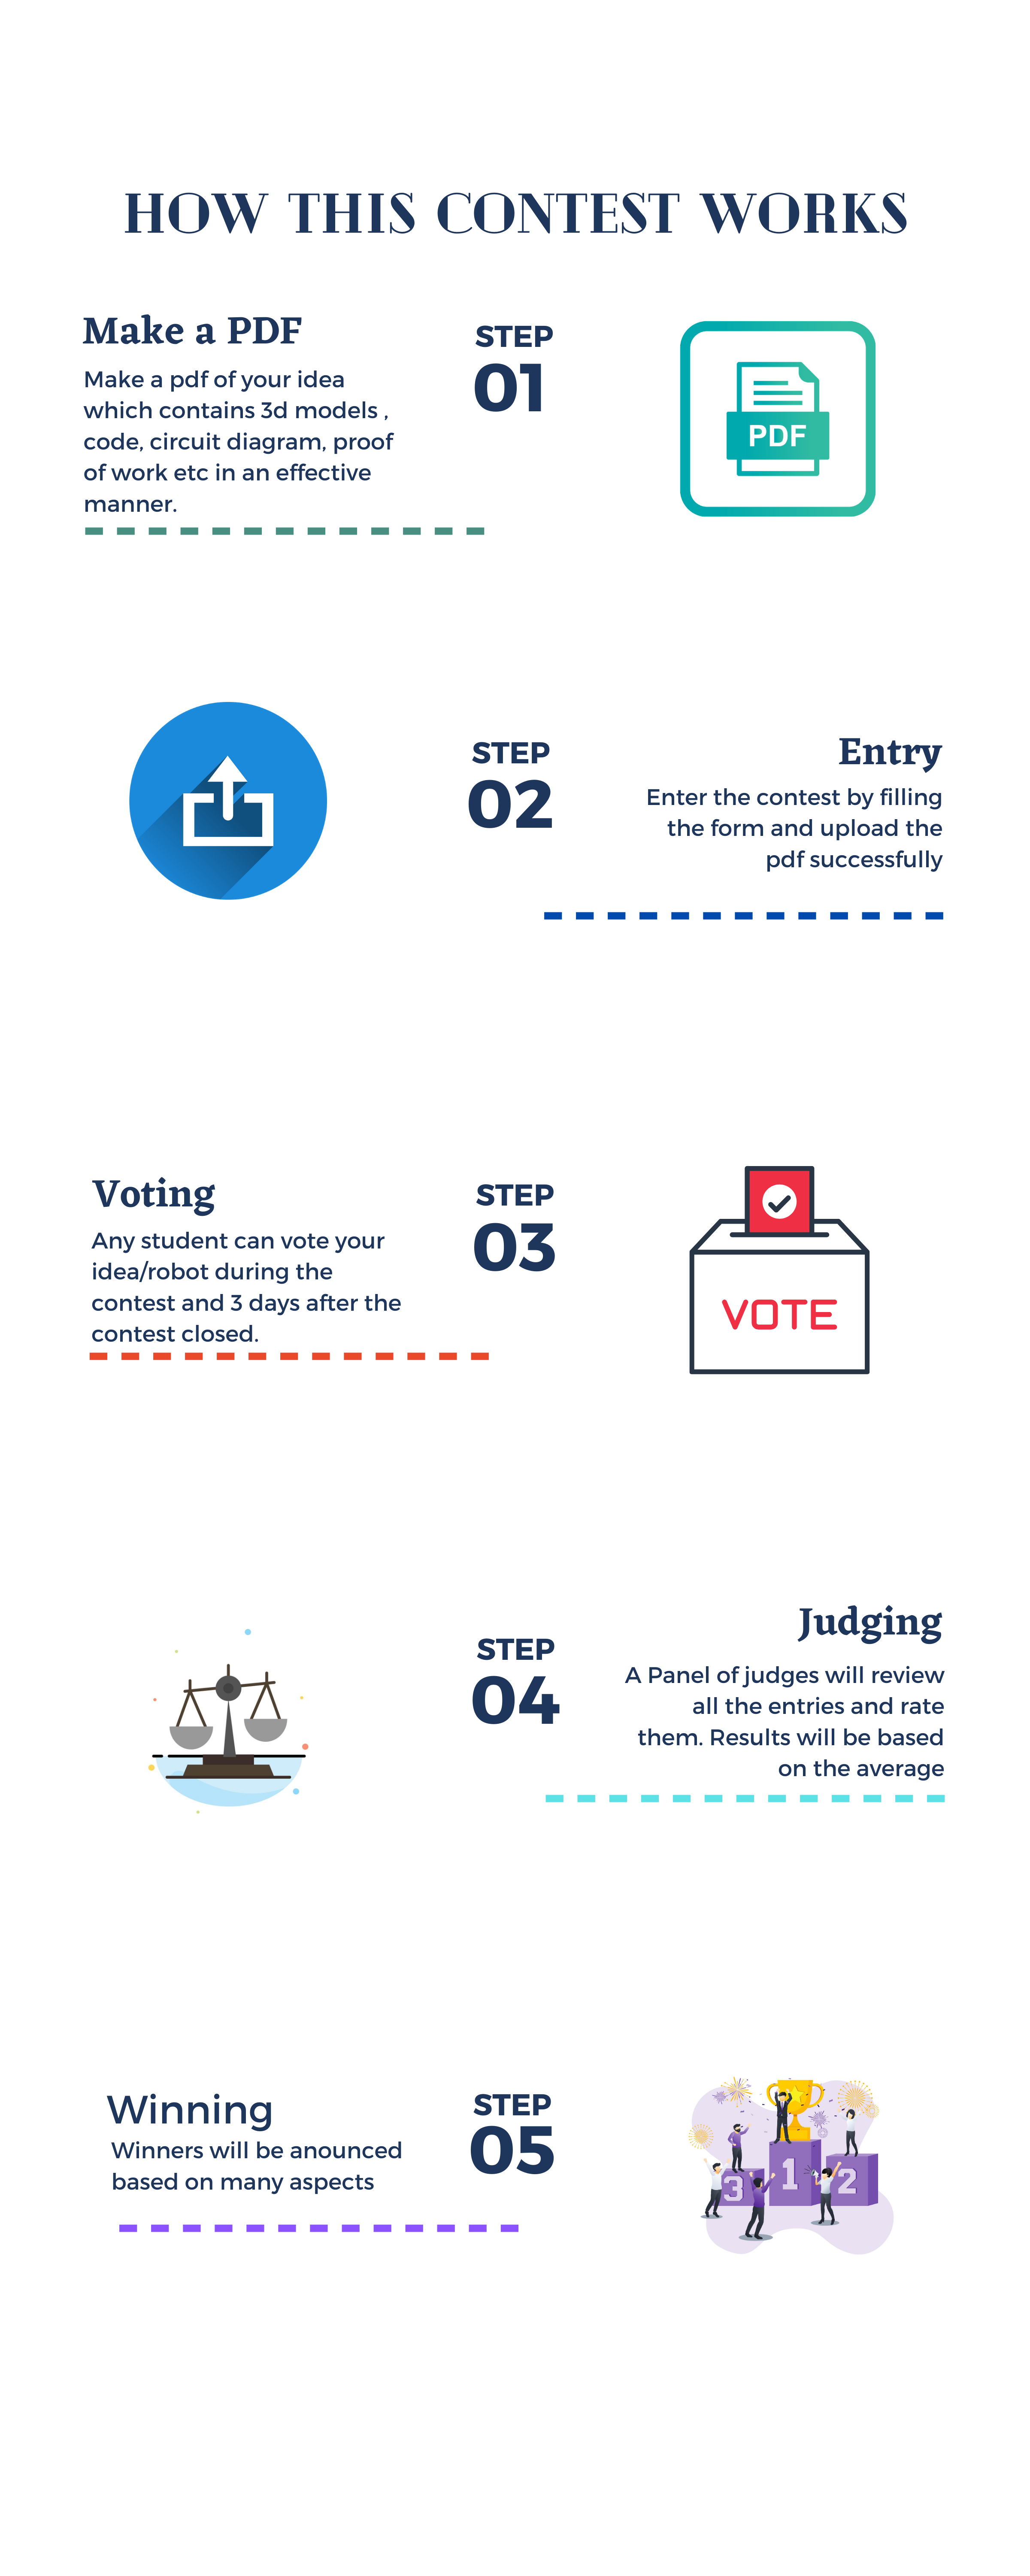 HOW THIS CONTEST WORKS
Make a PDF
Make a pdf of your idea
which contains 3d models ,
code, circuit diagram, proof
of work etc in an effective
manner.
STEP
01
PDF
STEP
02
Entry
Enter the contest by filling
the form and upload the
pdf successfully
Voting
Any student can vote your
idea/robot during the
contest and 3 days after the
contest closed.
STEP
03
VOTE
STEP
04
Judging
A Panel of judges will review
all the entries and rate
them. Results will be based
on the average
Winning
Winners will be anounced
based on many aspects
STEP
05
1
2
3